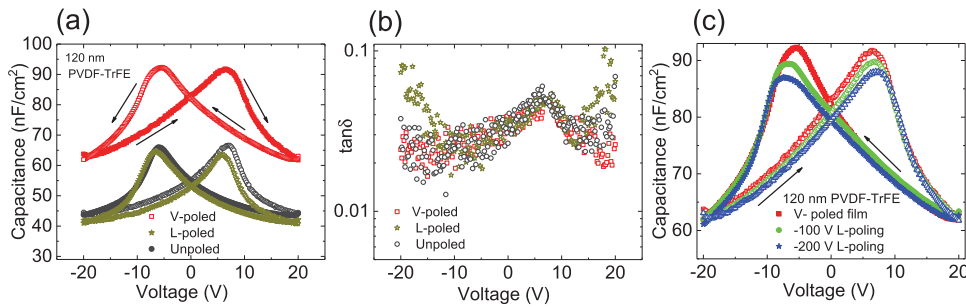 (a)
Capacitance (nF/cm²)
100
90
80
70
60
50
40
30
120 nm
PVDF-TrFE
V-poled
L-poled
Unpoled
-20
-10
0
10
20
Voltage (V)
(b)
tanδ
0.1
0.01
V-poled
L-poled
Unpoled
-20
-10
0
10
20
Voltage (V)
(c)
Capacitance (nF/cm²)
90
80
70
60
120 nm PVDF-TrFE
V- poled film
-100 V L-poling
-200 V L-poling
-20
-10
0
10
20
Voltage (V)